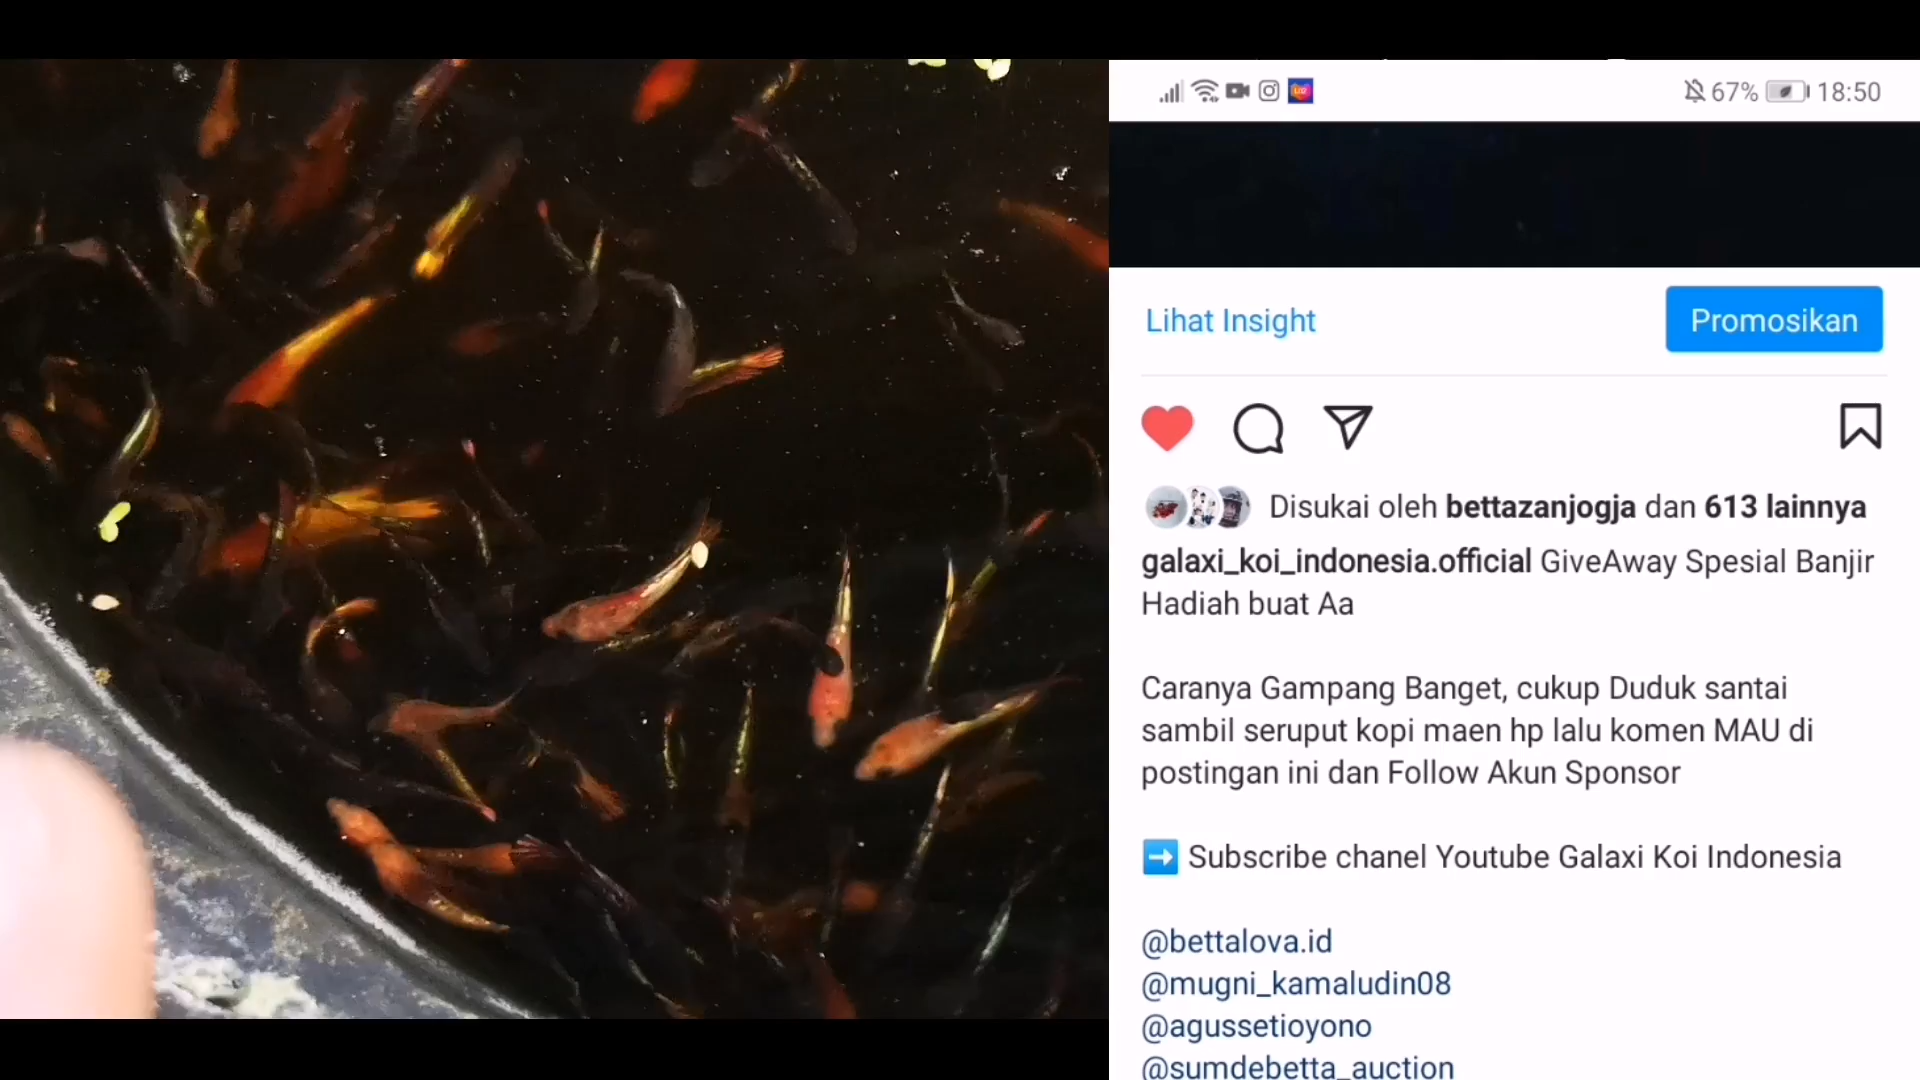 67% 18:50
Lihat Insight
Promosikan
Disukai oleh bettazanjogja dan 613 lainnya
galaxi_koi_indonesia.official GiveAway Spesial Banjir
Hadiah buat Aa
Caranya Gampang Banget, cukup Duduk santai
sambil seruput kopi maen hp lalu komen MAU di
postingan ini dan Follow Akun Sponsor
Subscribe chanel Youtube Galaxi Koi Indonesia
@bettalova.id
@mugni_kamaludin08
@agussetioyono
@sumdebetta_auction